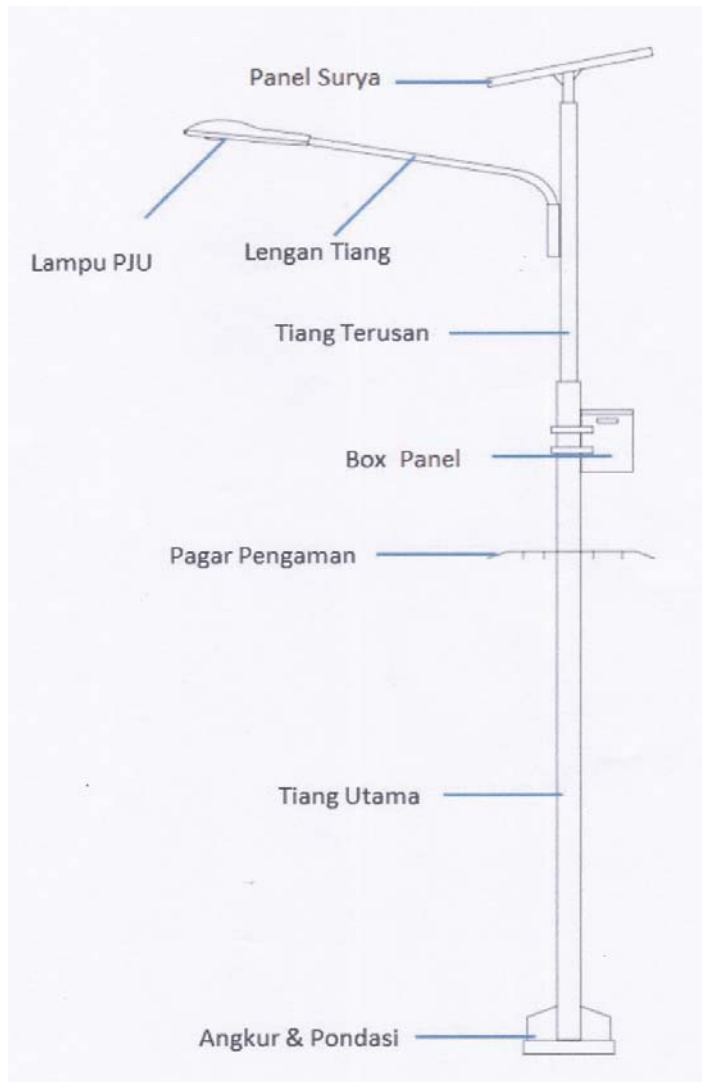 Panel Surya
Lampu PJU
Lengan Tiang
Tiang Terusan
Box Panel
Pagar Pengaman
Tiang Utama
Angkur & Pondasi